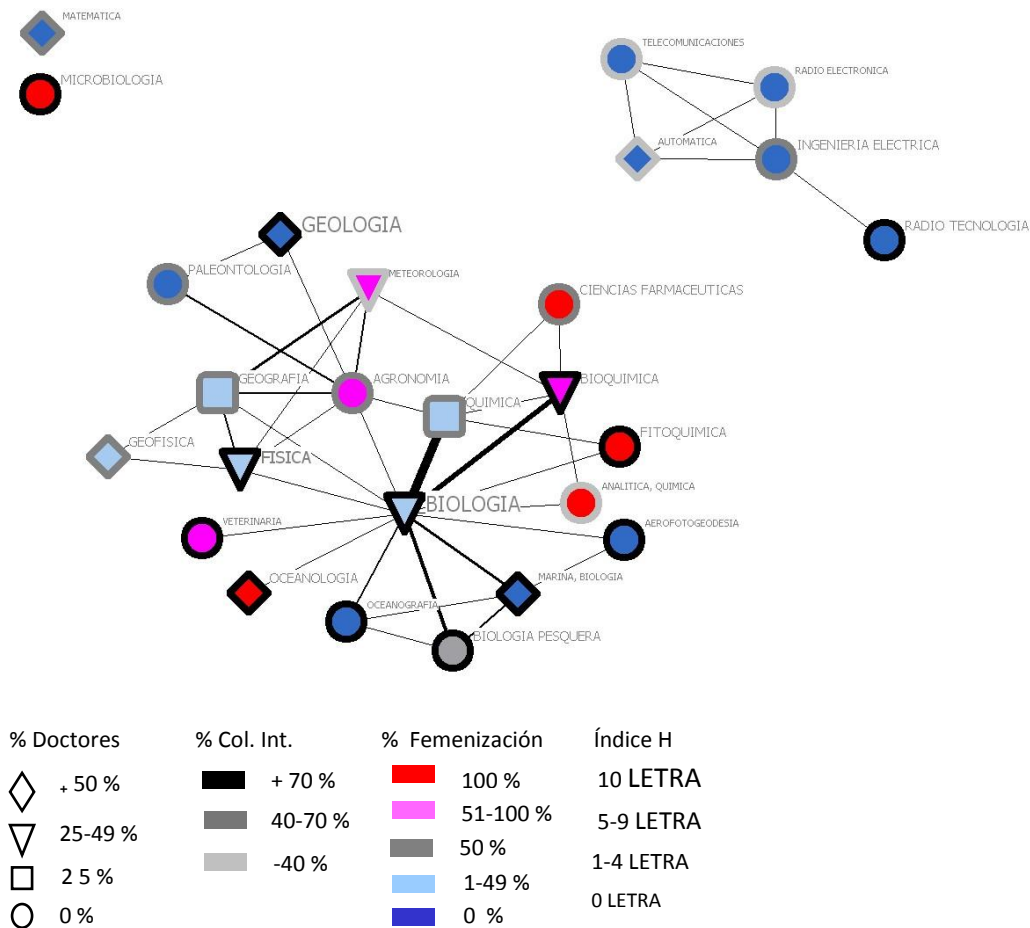 MATEMATICA
MICROBIOLOGIA
TELECOMUNICACIONES
RADIO ELECTRONICA
AUTOMATICA
INGENIERIA ELECTRICA
RADIO TECNOLOGIA
GEOLOGIA
PALEONTOLOGIA
METEOROLOGIA
CIENCIAS FARMACEUTICAS
GEOGRAFIA
AGRONOMIA
QUIMICA
BIOQUIMICA
GEOFISICA
FISICA
FITOQUIMICA
BIOLOGIA
ANALITICA, QUIMICA
VETERINARIA
AEROFOTOGEODESIA
OCEANOLOGIA
MARINA, BIOLOGIA
OCEANOGRAFIA
BIOLOGIA PESQUERA
% Doctores
+ 50 %
25-49 %
2 5 %
0 %
% Col. Int.
+ 70 %
40-70 %
-40 %
% Femenización
100 %
51-100 %
50 %
1-49 %
0 %
Índice H
10 LETRA
5-9 LETRA
1-4 LETRA
0 LETRA